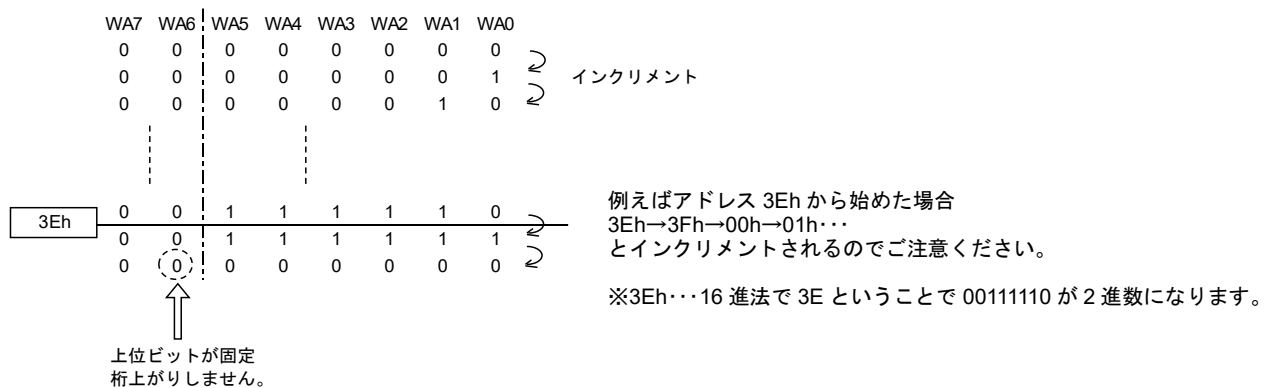 WA7 WA6 WA5 WA4 WA3 WA2 WA1 WA0
0 0 0 0 0 0 0 0
0 0 0 0 0 0 0 1
インクリメント
0 0 0 0 0 0 1 0
3Eh
0 0 1 1 1 1 1 0
0 0 1 1 1 1 1 1
0 0 0 0 0 0 0 0
上位ビットが固定
桁上がりしません。
例えばアドレス 3Eh から始めた場合
3Eh→3Fh→00h→01h･･･
とインクリメントされるのでご注意ください。
※3Eh･･･16 進法で 3E ということで 00111110 が 2 進数になります。